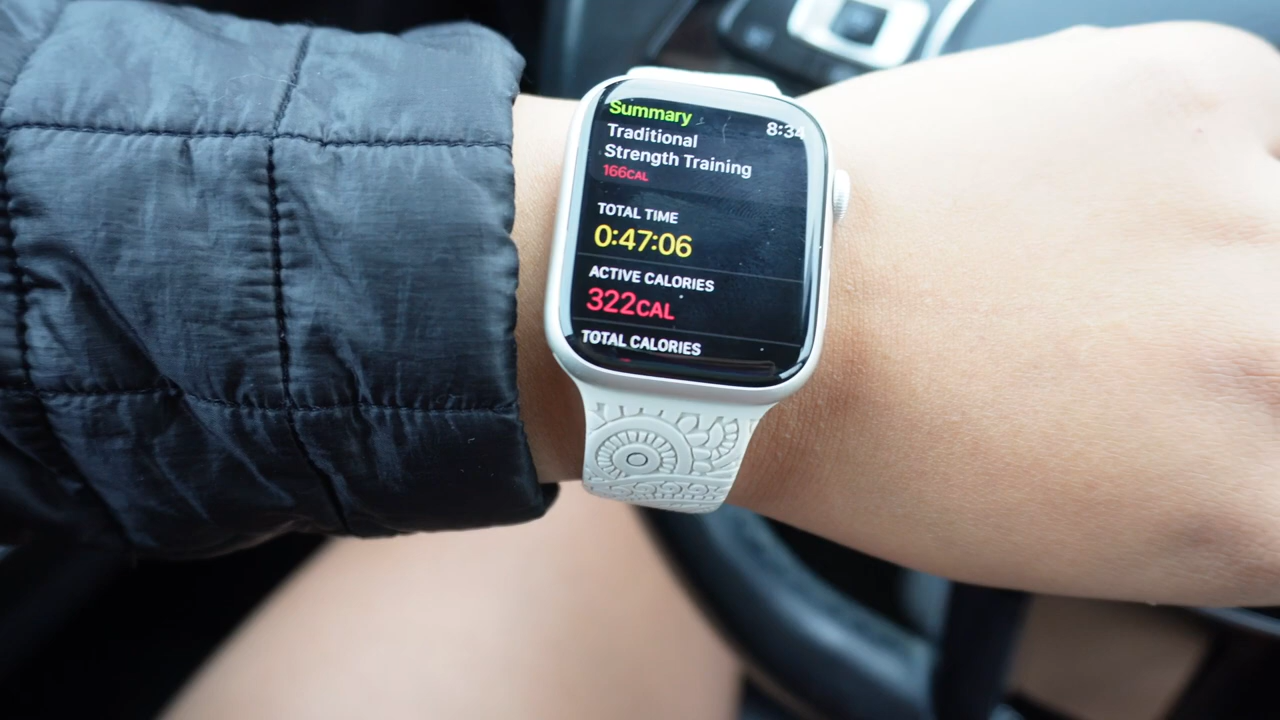 Summary
8:34
Traditional
Strength Training
166CAL
TOTAL TIME
0:47:06
ACTIVE CALORIES
322CAL
TOTAL CALORIES